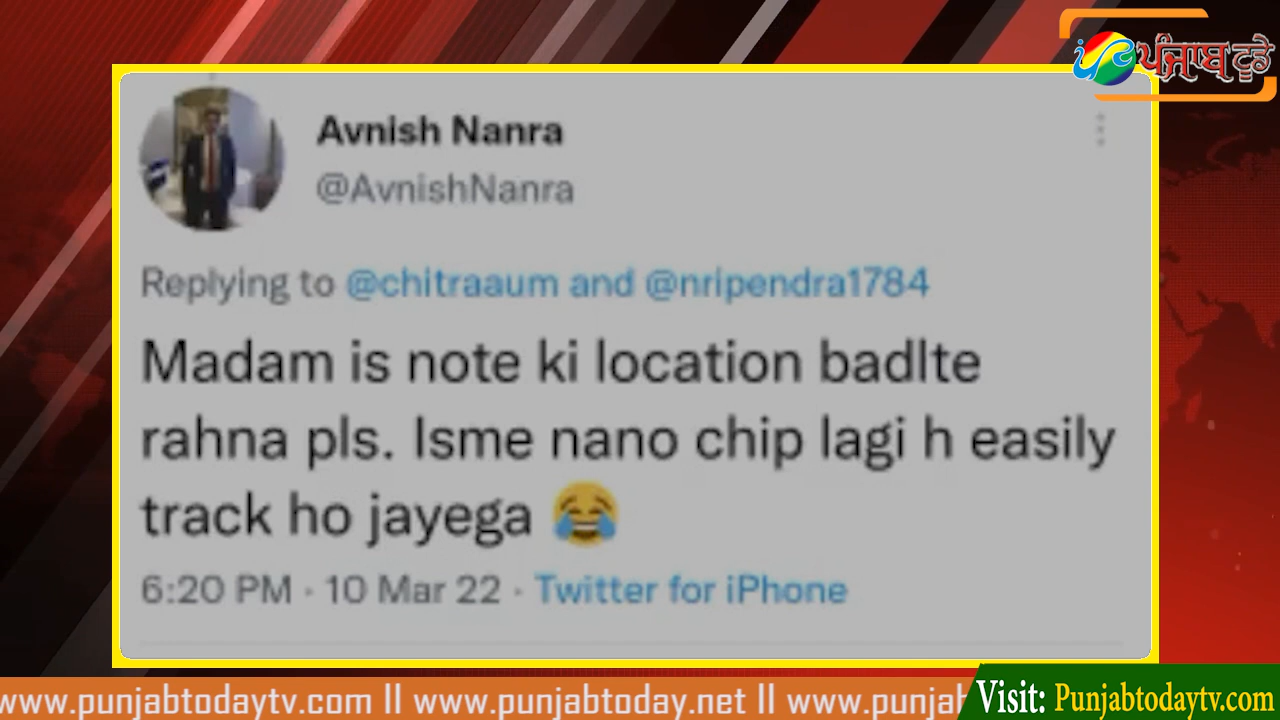 ਪੰਜਾਬ ਟੂਡੇ
Avnish Nanra
@AvnishNanra
Replying to @chitraaum and @nripendra1784
Madam is note ki location badlte
rahna pls. Isme nano chip lagi h easily
track ho jayega 😂
6:20 PM · 10 Mar 22 · Twitter for iPhone
www.punjabtodaytv.com II www.punjabtoday.net II www.punjab
Visit: Punjabtodaytv.com